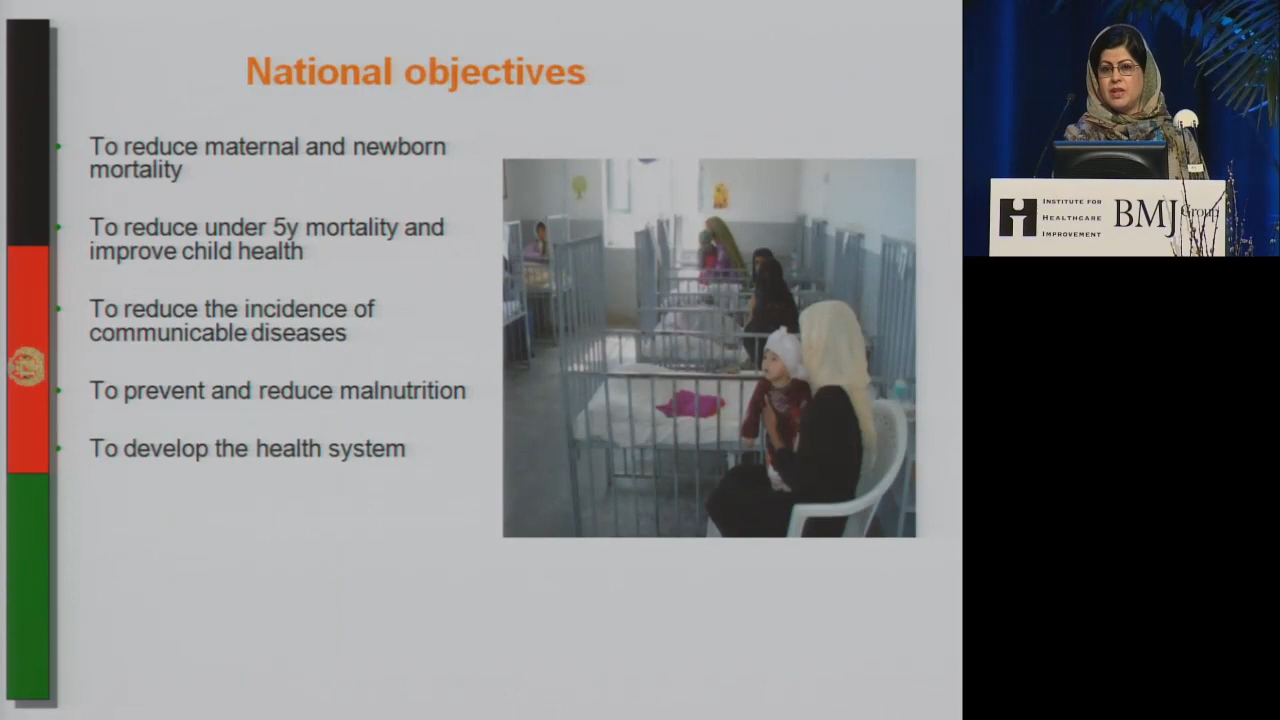 National objectives
To reduce maternal and newborn
mortality
To reduce under 5y mortality and
improve child health
To reduce the incidence of
communicable diseases
To prevent and reduce malnutrition
To develop the health system
INSTITUTE FOR
HEALTHCARE
IMPROVEMENT
BMJ Group